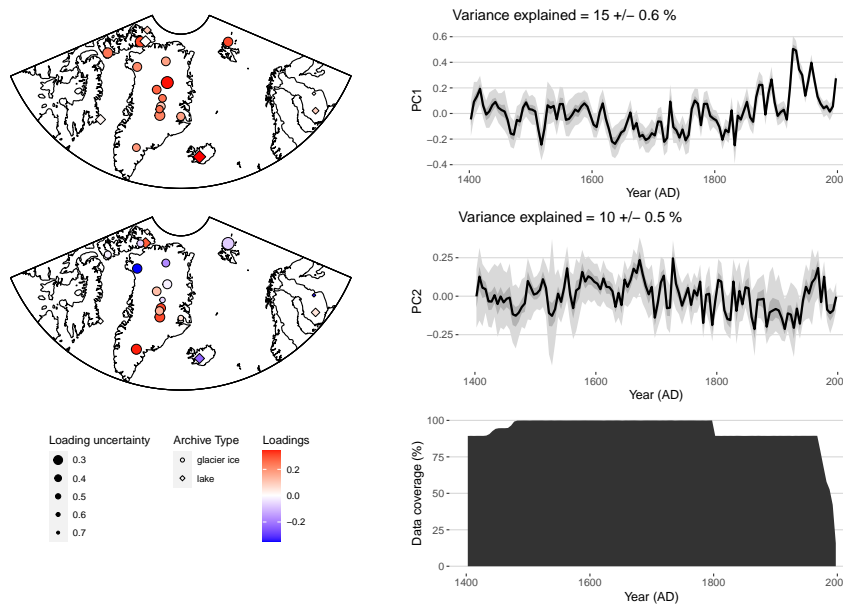 Variance explained = 15 +/− 0.6 %
PC1
0.6
0.4
0.2
0.0
−0.2
−0.4
1400 1600 1800 200
Year (AD)
Variance explained = 10 +/− 0.5 %
PC2
0.25
0.00
−0.25
1400 1600 1800 200
Year (AD)
Loading uncertainty
0.3
0.4
0.5
0.6
0.7
Archive Type
glacier ice
lake
Loadings
0.2
0.0
−0.2
Data coverage (%)
100
75
50
25
0
1400 1600 1800 200
Year (AD)